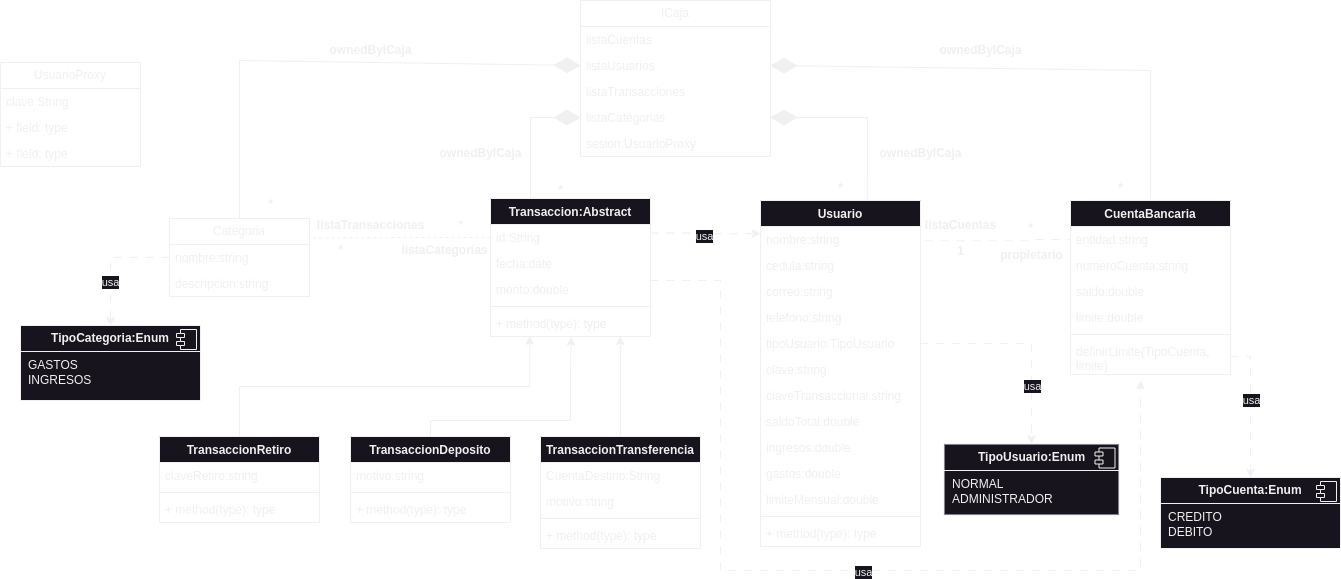 ICaja
listaCuentas
listaUsuarios
listaTransacciones
listaCategorias
sesion:UsuarioProxy
ownedByICaja
ownedByICaja
ownedByICaja
ownedByICaja
UsuarioProxy
clave:String
+ field: type
+ field: type
*
*
*
*
Categoria
nombre:string
descripcion:string
listaTransacciones
*
*
listaCategorias
Transaccion:Abstract
id:String
fecha:date
monto:double
+ method(type): type
usa
Usuario
nombre:string
cedula:string
correo:string
telefono:string
tipoUsuario:TipoUsuario
clave:string
claveTransaccional:string
saldoTotal:double
ingresos:double
gastos:double
limiteMensual:double
+ method(type): type
listaCuentas
*
1
propietario
CuentaBancaria
entidad:string
numeroCuenta:string
saldo:double
limite:double
definirLimite(TipoCuenta,
limite)
usa
TipoCategoria:Enum
GASTOS
INGRESOS
TransaccionRetiro
claveRetiro:string
+ method(type): type
TransaccionDeposito
motivo:string
+ method(type): type
TransaccionTransferencia
CuentaDestino:String
motivo:string
+ method(type): type
usa
TipoUsuario:Enum
NORMAL
ADMINISTRADOR
usa
TipoCuenta:Enum
CREDITO
DEBITO
usa